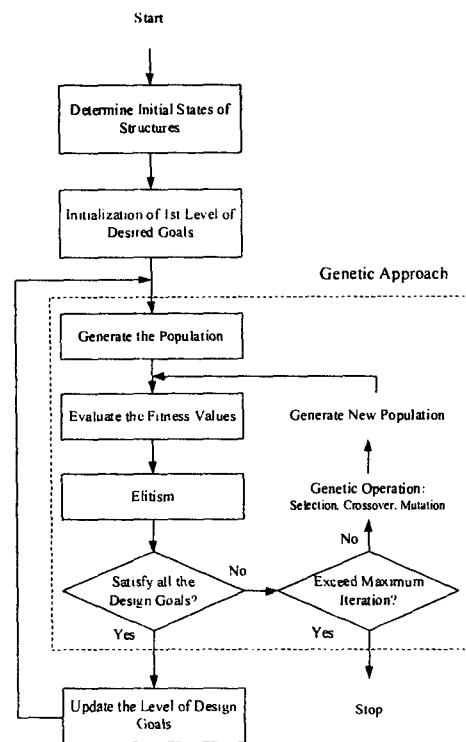 Start
Determine Initial States of
Structures
Initialization of 1st Level of
Desired Goals
Genetic Approach
Generate the Population
Evaluate the Fitness Values
Generate New Population
Elitism
Genetic Operation:
Selection, Crossover, Mutation
No
Satisfy all the
Design Goals?
No
Exceed Maximum
Iteration?
Yes
Yes
Update the Level of Design
Goals
Stop